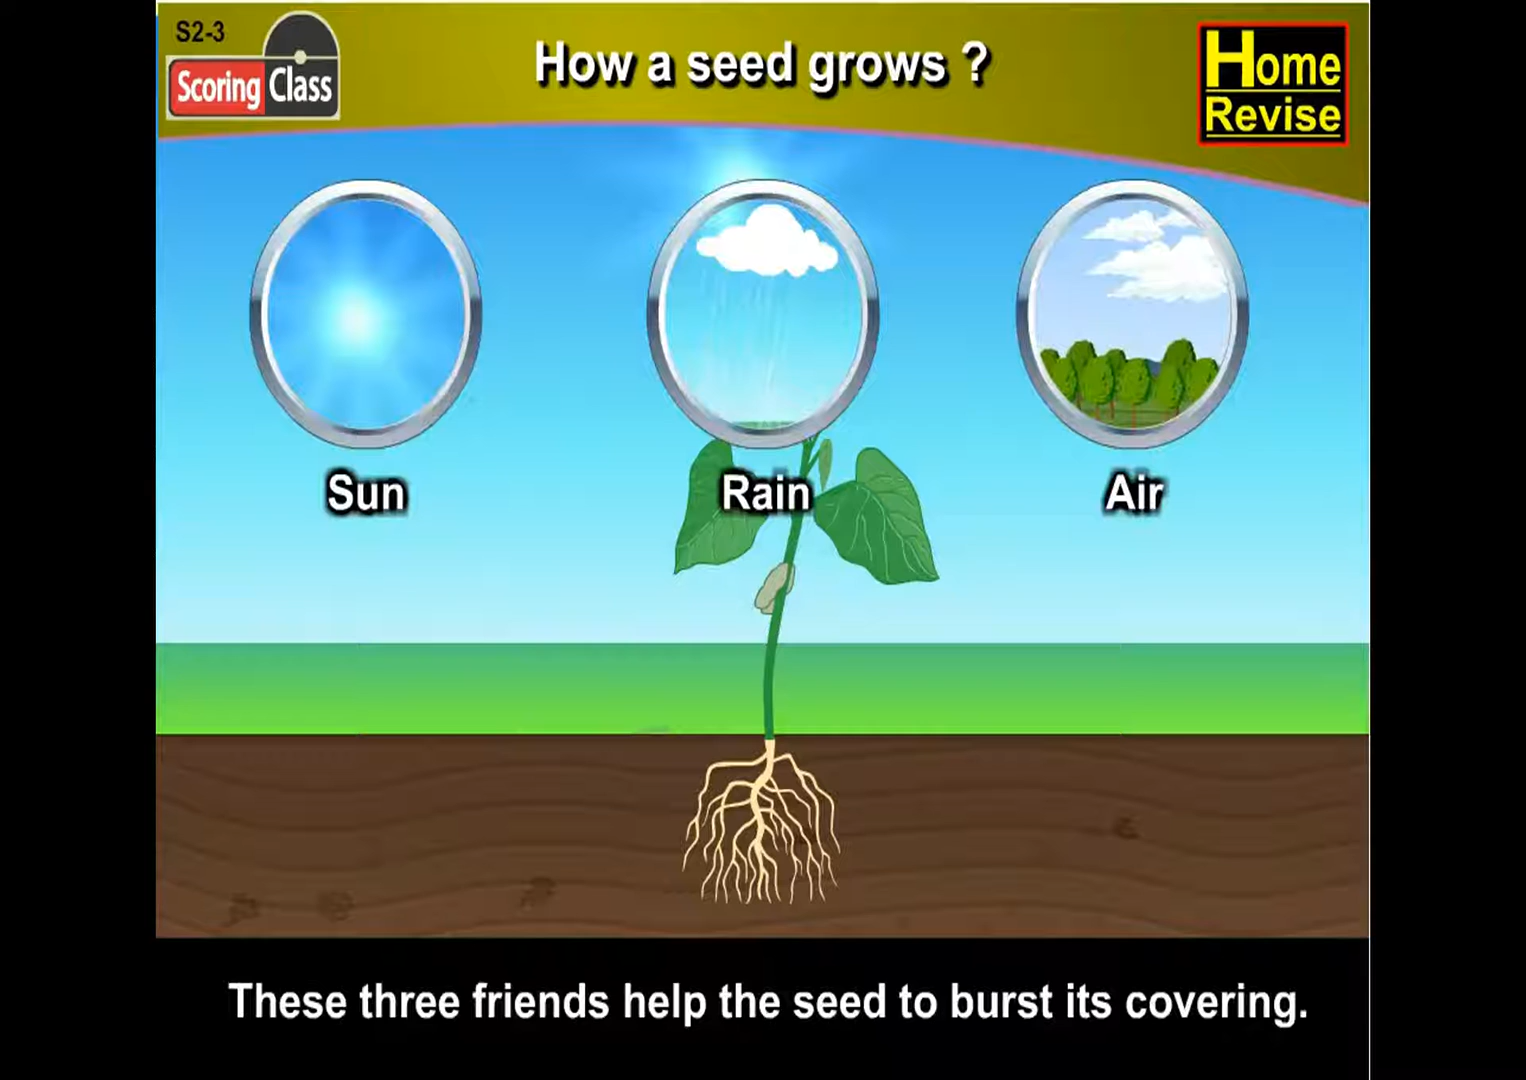 S2-3
Scoring Class
How a seed grows ?
Home
Revise
Sun
Rain
Air
These three friends help the seed to burst its covering.